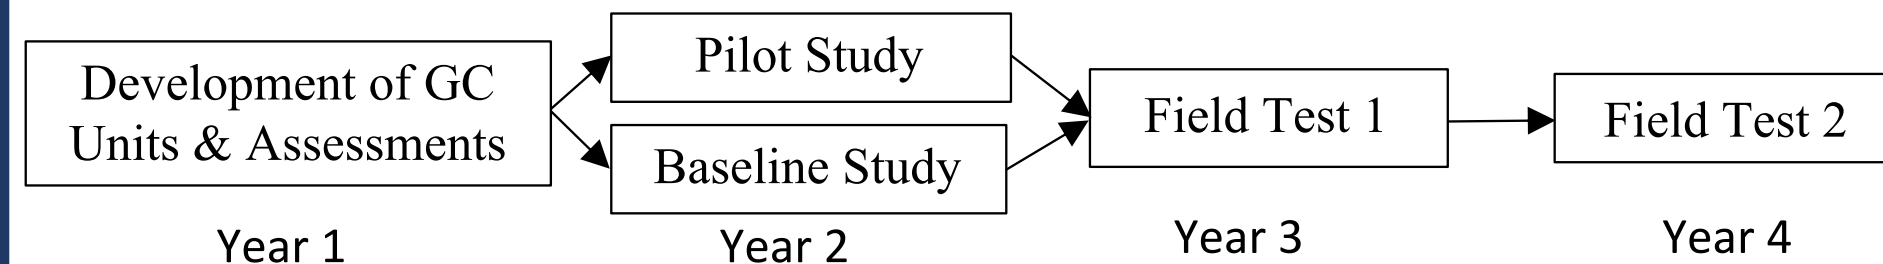 Development of GC
Units & Assessments
Pilot Study
Baseline Study
Field Test 1
Field Test 2
Year 1
Year 2
Year 3
Year 4